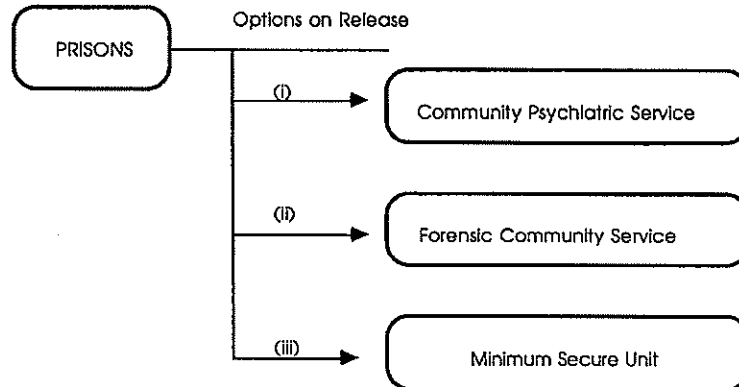 Options on Release
PRISONS
(i)
Community Psychiatric Service
(ii)
Forensic Community Service
(iii)
Minimum Secure Unit